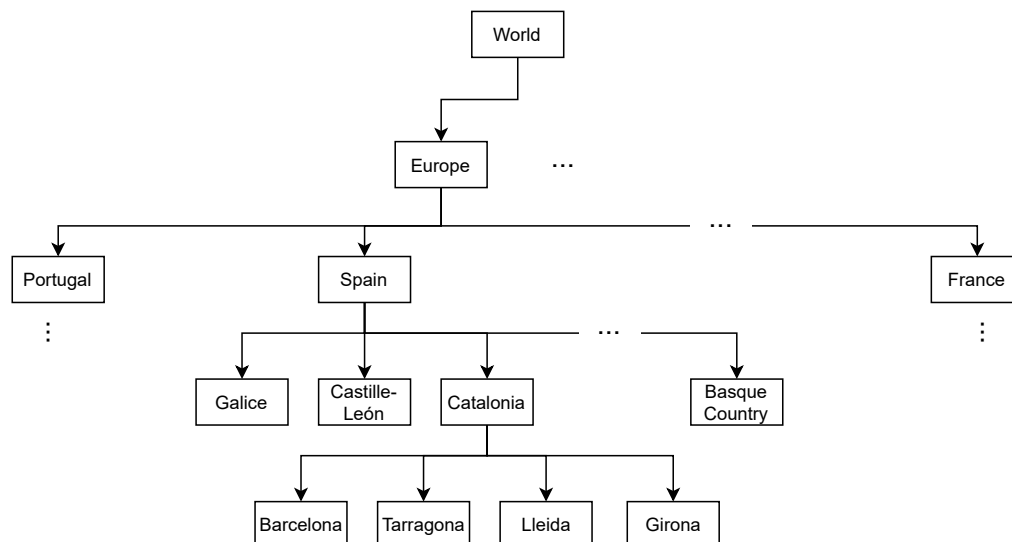 World
Europe
...
...
Portugal
Spain
France
...
...
...
Galice
Castille-
León
Catalonia
Basque
Country
Barcelona
Tarragona
Lleida
Girona